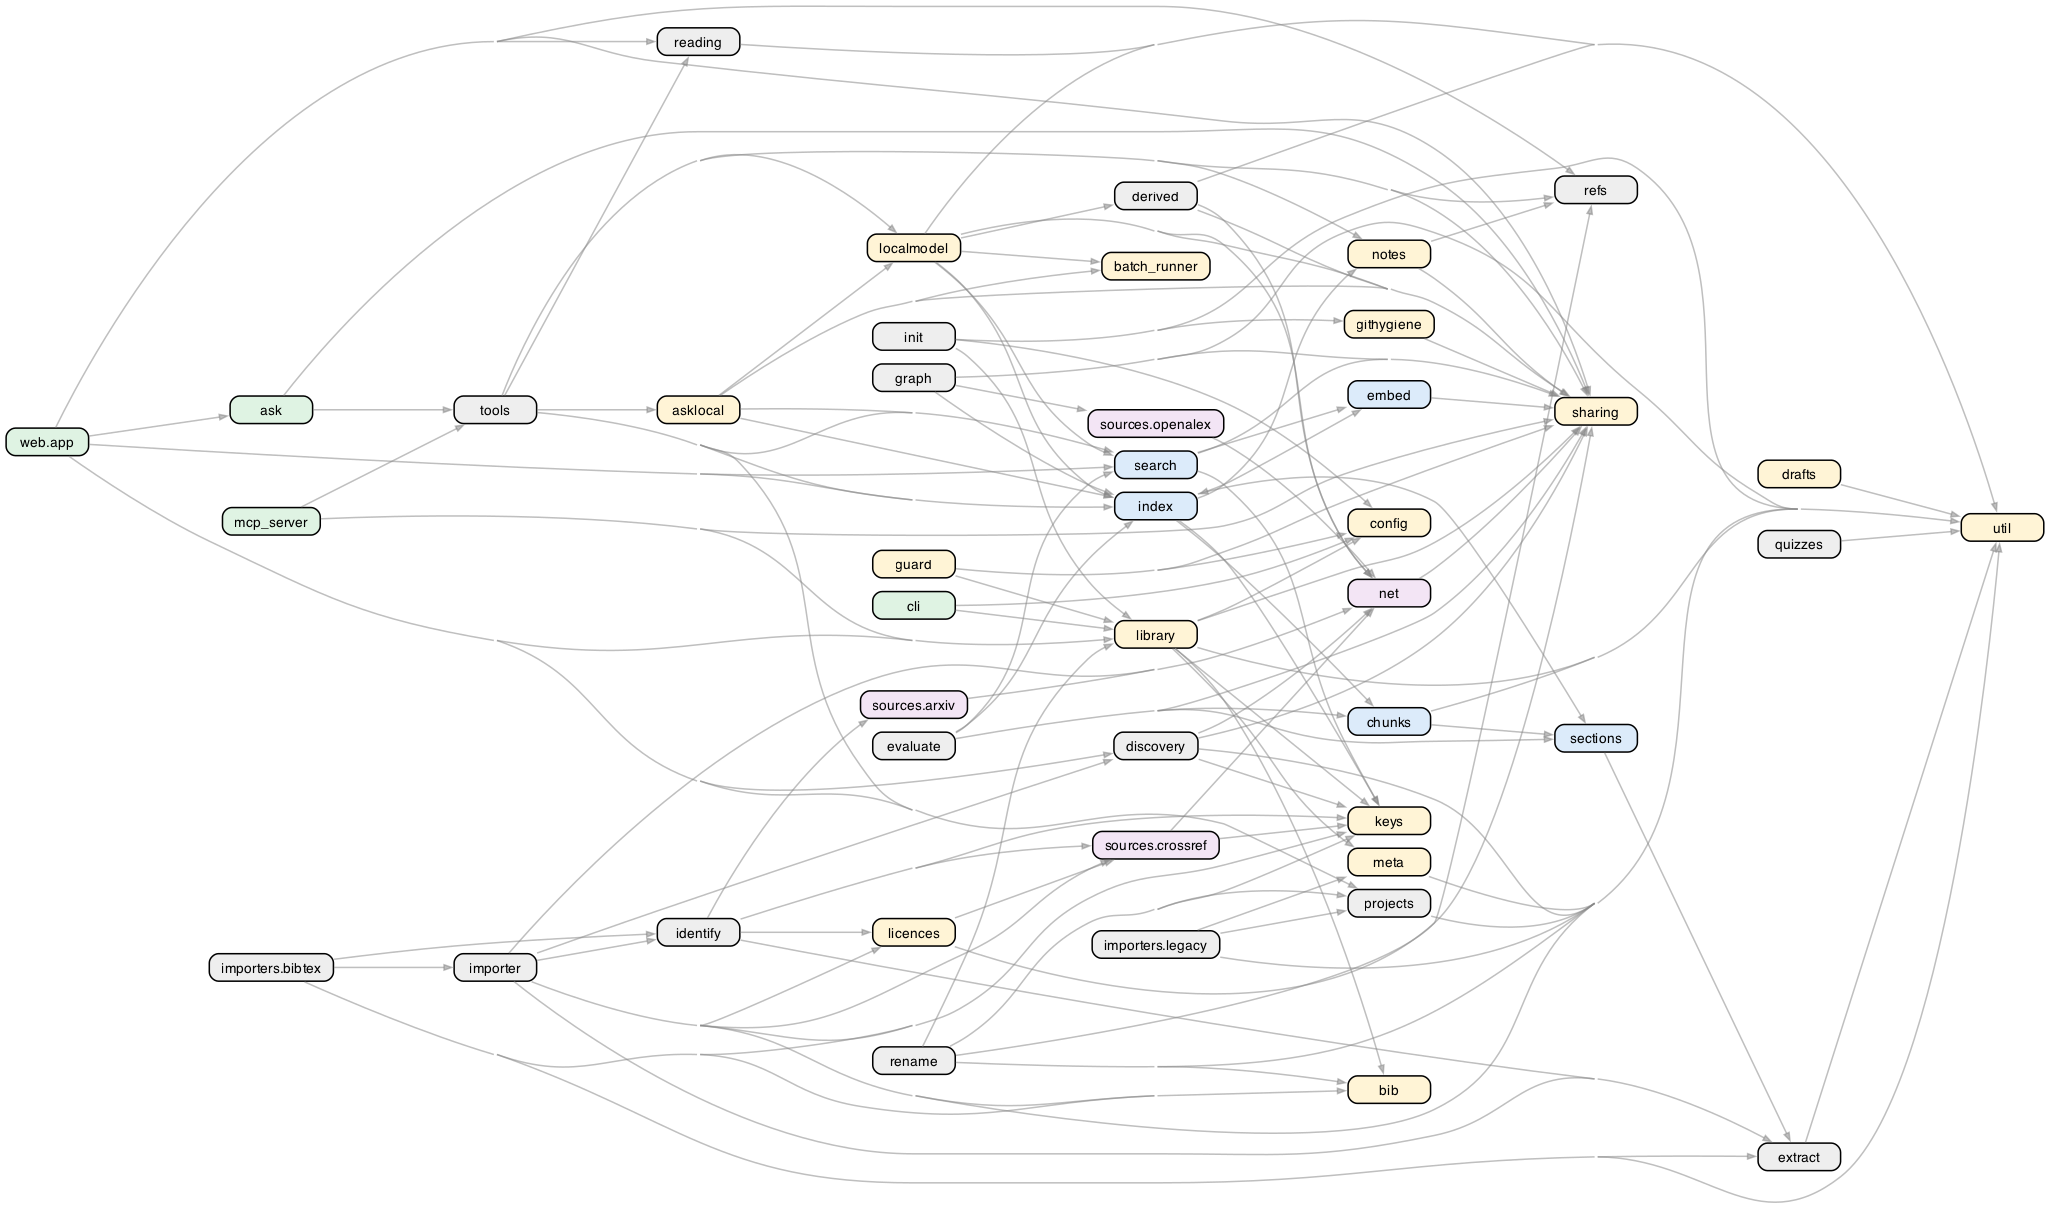 reading
derived
refs
localmodel
notes
batch_runner
init
githygiene
graph
embed
ask
tools
asklocal
sharing
sources.openalex
web.app
search
drafts
index
mcp_server
config
util
quizzes
guard
net
cli
library
sources.arxiv
chunks
evaluate
discovery
sections
keys
sources.crossref
meta
projects
identify
licences
importers.legacy
importers.bibtex
importer
rename
bib
extract